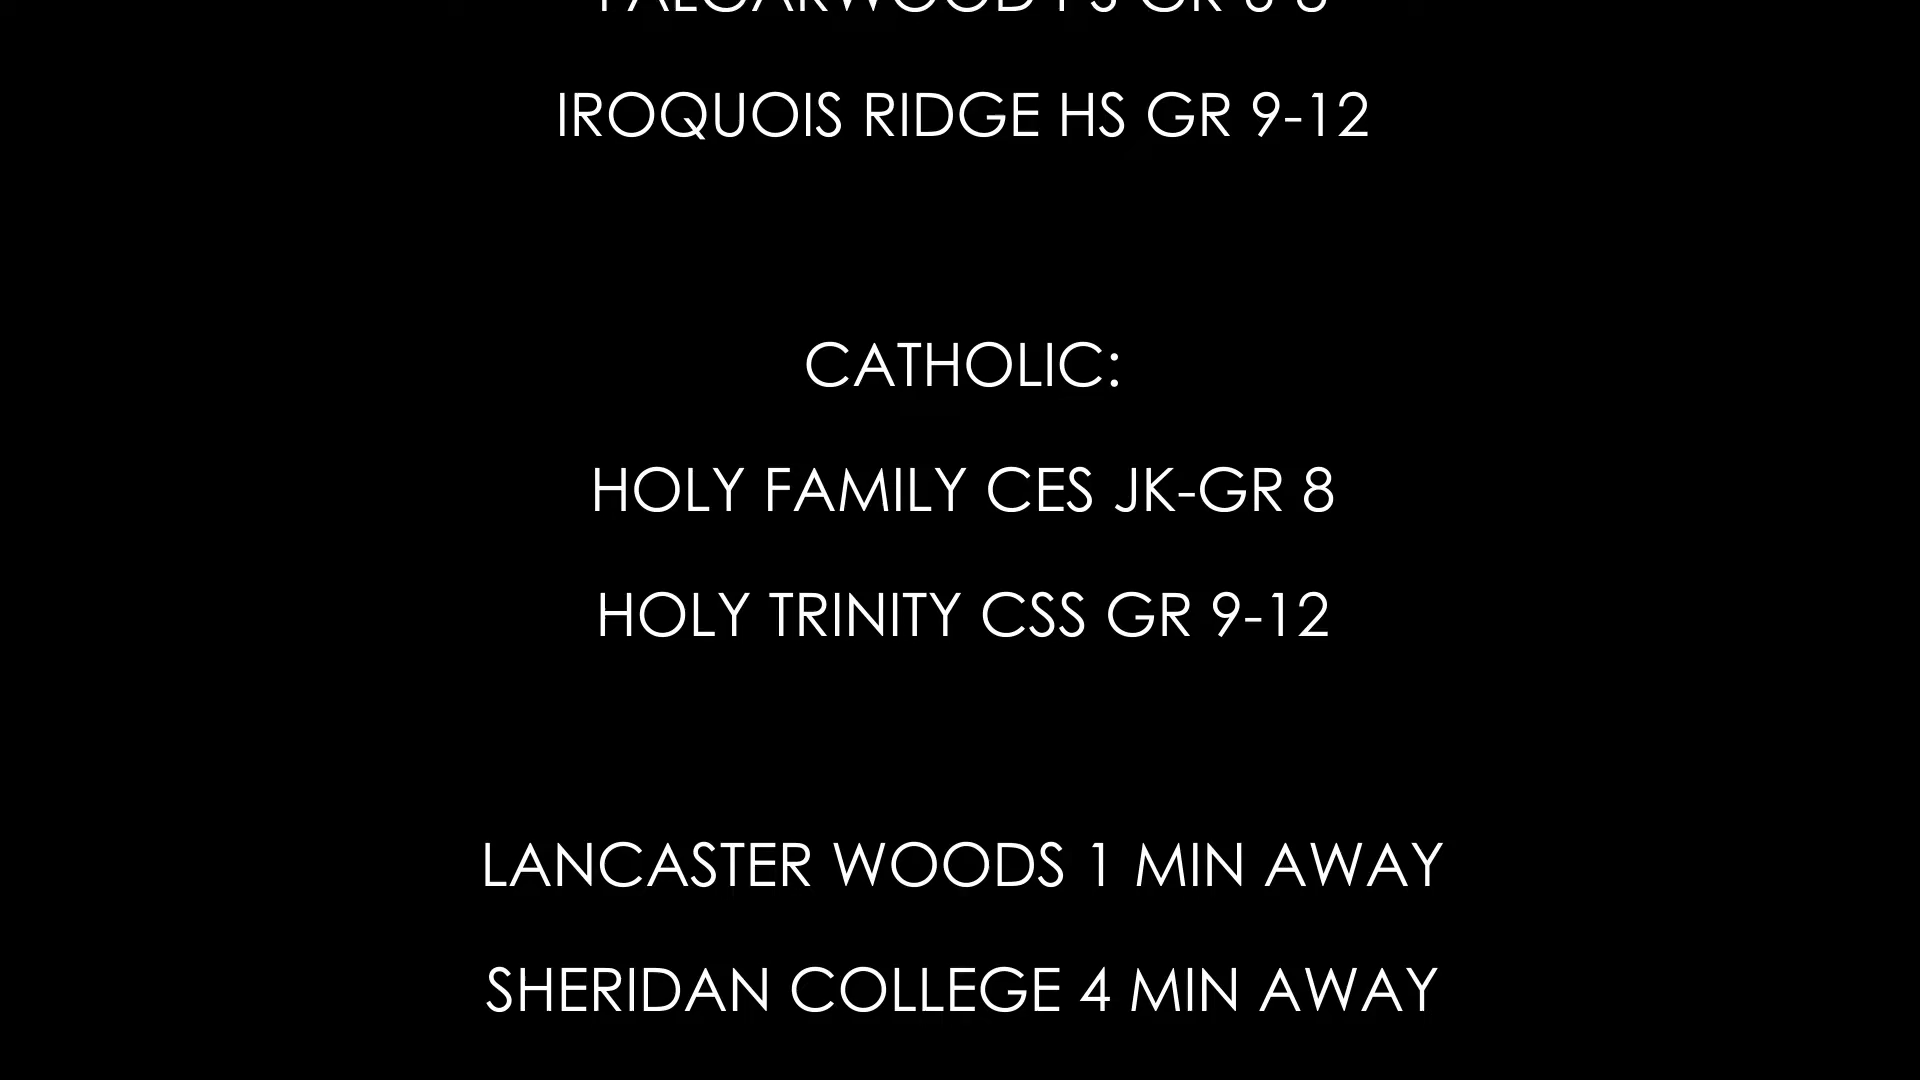 IROQUOIS RIDGE HS GR 9-12
CATHOLIC:
HOLY FAMILY CES JK-GR 8
HOLY TRINITY CSS GR 9-12
LANCASTER WOODS 1 MIN AWAY
SHERIDAN COLLEGE 4 MIN AWAY